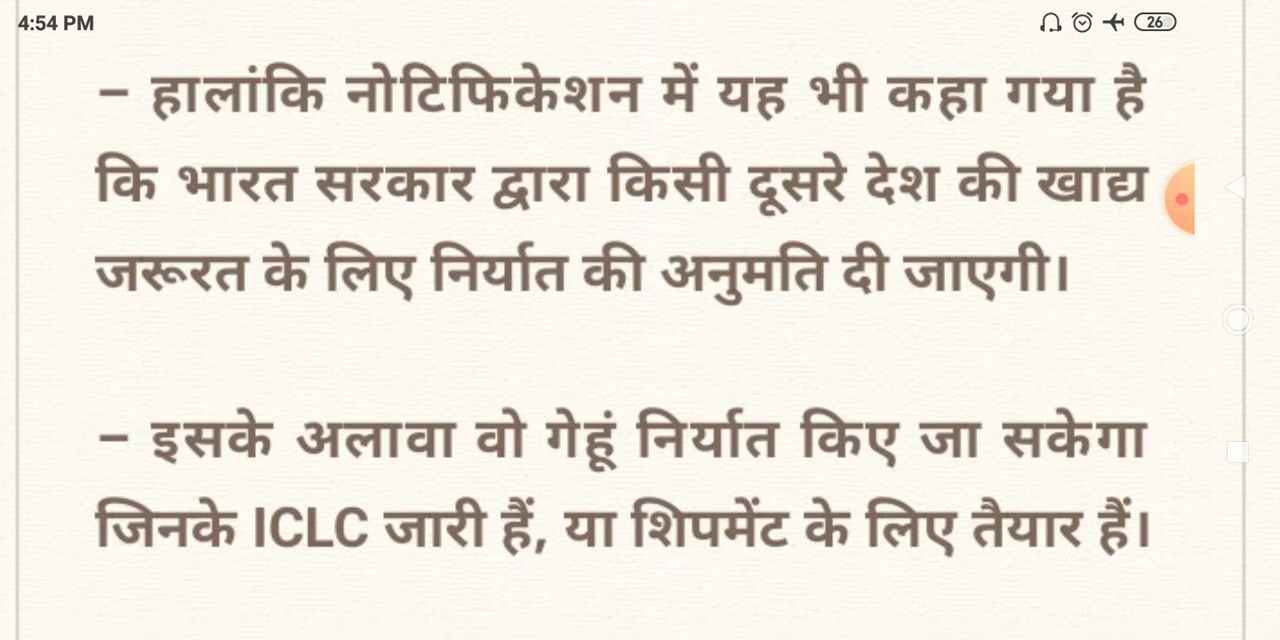 4:54 PM
26
– हालांकि नोटिफिकेशन में यह भी कहा गया है
कि भारत सरकार द्वारा किसी दूसरे देश की खाद्य
जरूरत के लिए निर्यात की अनुमति दी जाएगी।
– इसके अलावा वो गेहूं निर्यात किए जा सकेगा
जिनके ICLC जारी हैं, या शिपमेंट के लिए तैयार हैं।